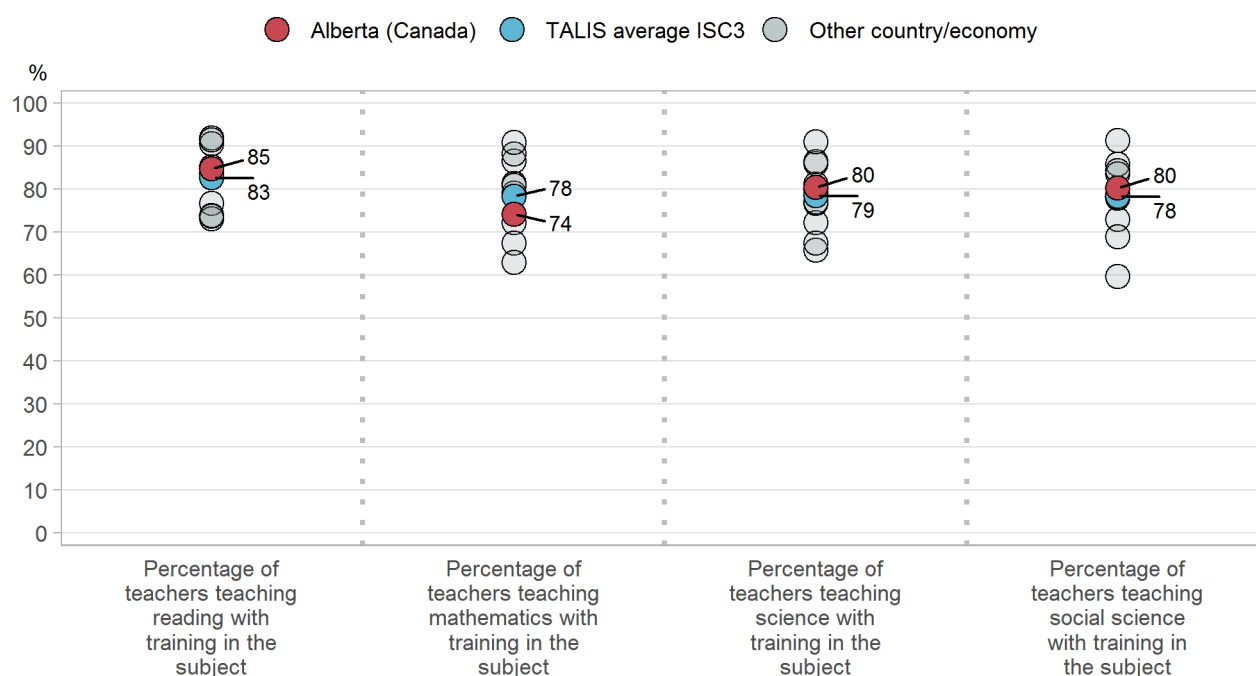 Alberta (Canada) TALIS average ISC3 Other country/economy
%
100
90
80
70
60
50
40
30
20
10
0
85
83
78
74
80
79
80
78
Percentage of
teachers teaching
reading with
training in the
subject
Percentage of
teachers teaching
mathematics with
training in the
subject
Percentage of
teachers teaching
science with
training in the
subject
Percentage of
teachers teaching
social science
with training in
the subject